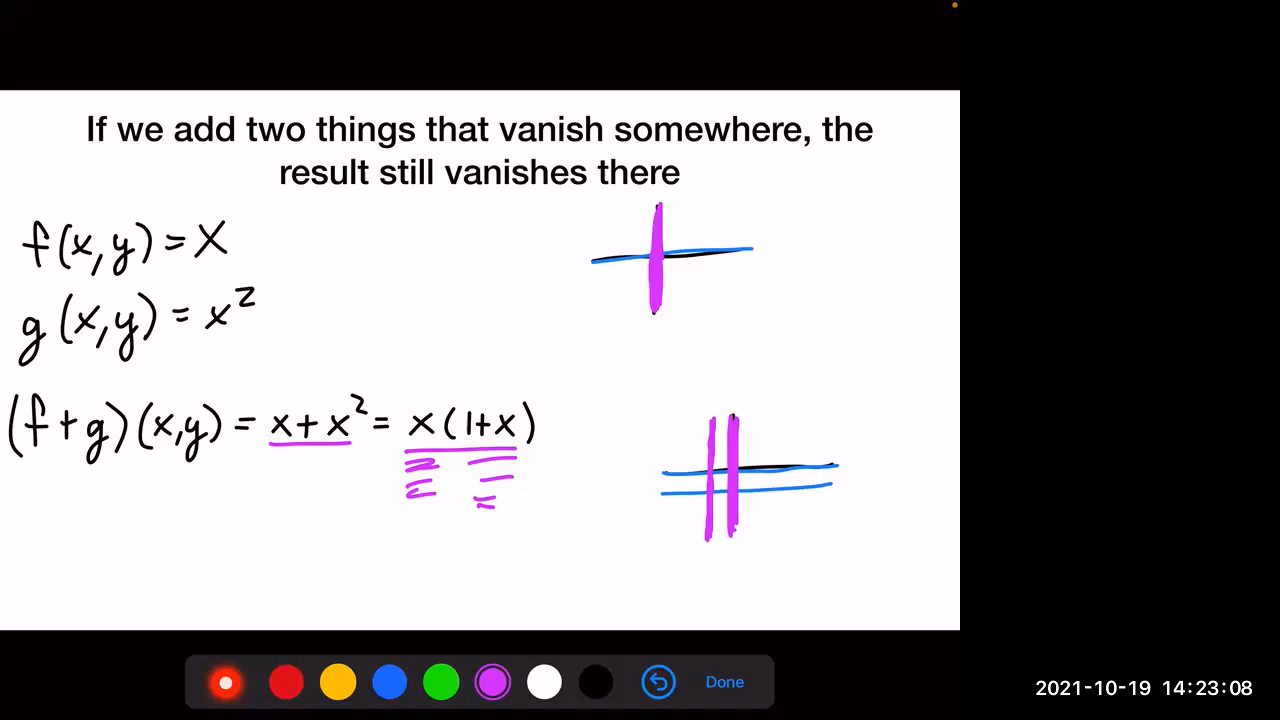 If we add two things that vanish somewhere, the
result still vanishes there
f(x,y) = x
g(x,y) = x²
(f+g)(x,y) = x+x² = x(1+x)
Done
2021-10-19 14:23:08